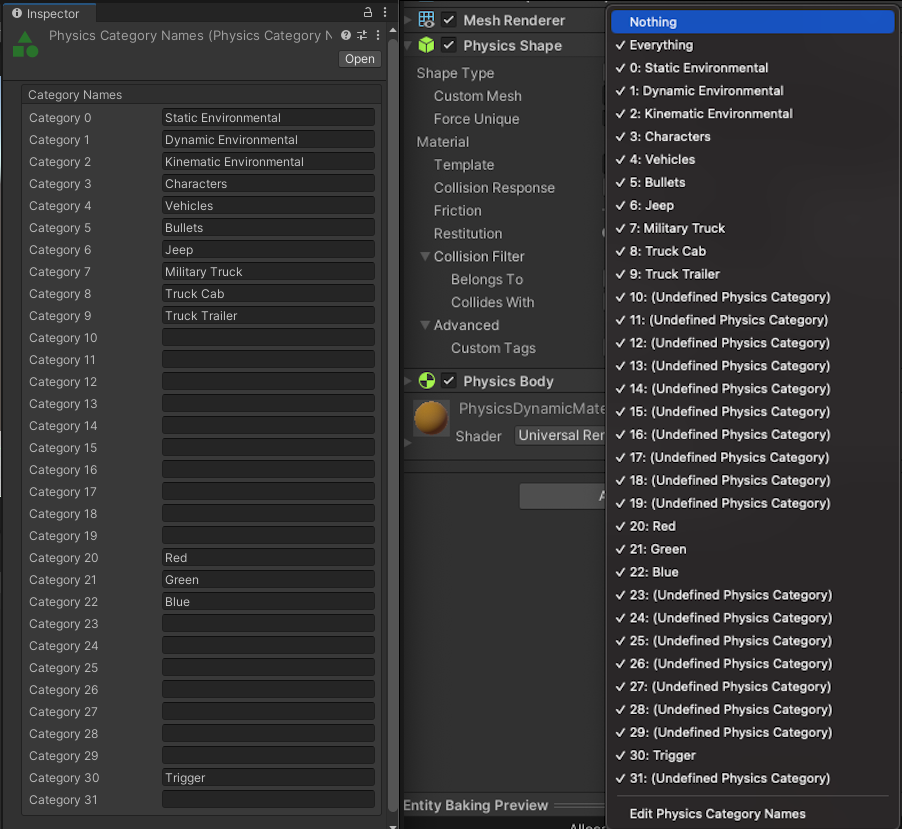 Inspector
Physics Category Names (Physics Category N
Open
Category Names
Category 0 Static Environmental
Category 1 Dynamic Environmental
Category 2 Kinematic Environmental
Category 3 Characters
Category 4 Vehicles
Category 5 Bullets
Category 6 Jeep
Category 7 Military Truck
Category 8 Truck Cab
Category 9 Truck Trailer
Category 10
Category 11
Category 12
Category 13
Category 14
Category 15
Category 16
Category 17
Category 18
Category 19
Category 20 Red
Category 21 Green
Category 22 Blue
Category 23
Category 24
Category 25
Category 26
Category 27
Category 28
Category 29
Category 30 Trigger
Category 31
Mesh Renderer
Physics Shape
Shape Type
Custom Mesh
Force Unique
Material
Template
Collision Response
Friction
Restitution
Collision Filter
Belongs To
Collides With
Advanced
Custom Tags
Physics Body
PhysicsDynamicMate
Shader Universal Ren
A
Entity Baking Preview
Nothing
Everything
0: Static Environmental
1: Dynamic Environmental
2: Kinematic Environmental
3: Characters
4: Vehicles
5: Bullets
6: Jeep
7: Military Truck
8: Truck Cab
9: Truck Trailer
10: (Undefined Physics Category)
11: (Undefined Physics Category)
12: (Undefined Physics Category)
13: (Undefined Physics Category)
14: (Undefined Physics Category)
15: (Undefined Physics Category)
16: (Undefined Physics Category)
17: (Undefined Physics Category)
18: (Undefined Physics Category)
19: (Undefined Physics Category)
20: Red
21: Green
22: Blue
23: (Undefined Physics Category)
24: (Undefined Physics Category)
25: (Undefined Physics Category)
26: (Undefined Physics Category)
27: (Undefined Physics Category)
28: (Undefined Physics Category)
29: (Undefined Physics Category)
30: Trigger
31: (Undefined Physics Category)
Edit Physics Category Names